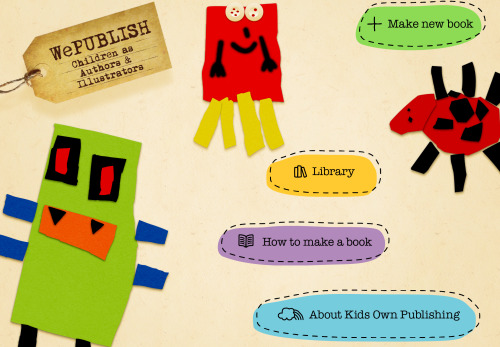 WePUBLISH
Children as
Authors &
Illustrators
Make new book
Library
How to make a book
About Kids Own Publishing